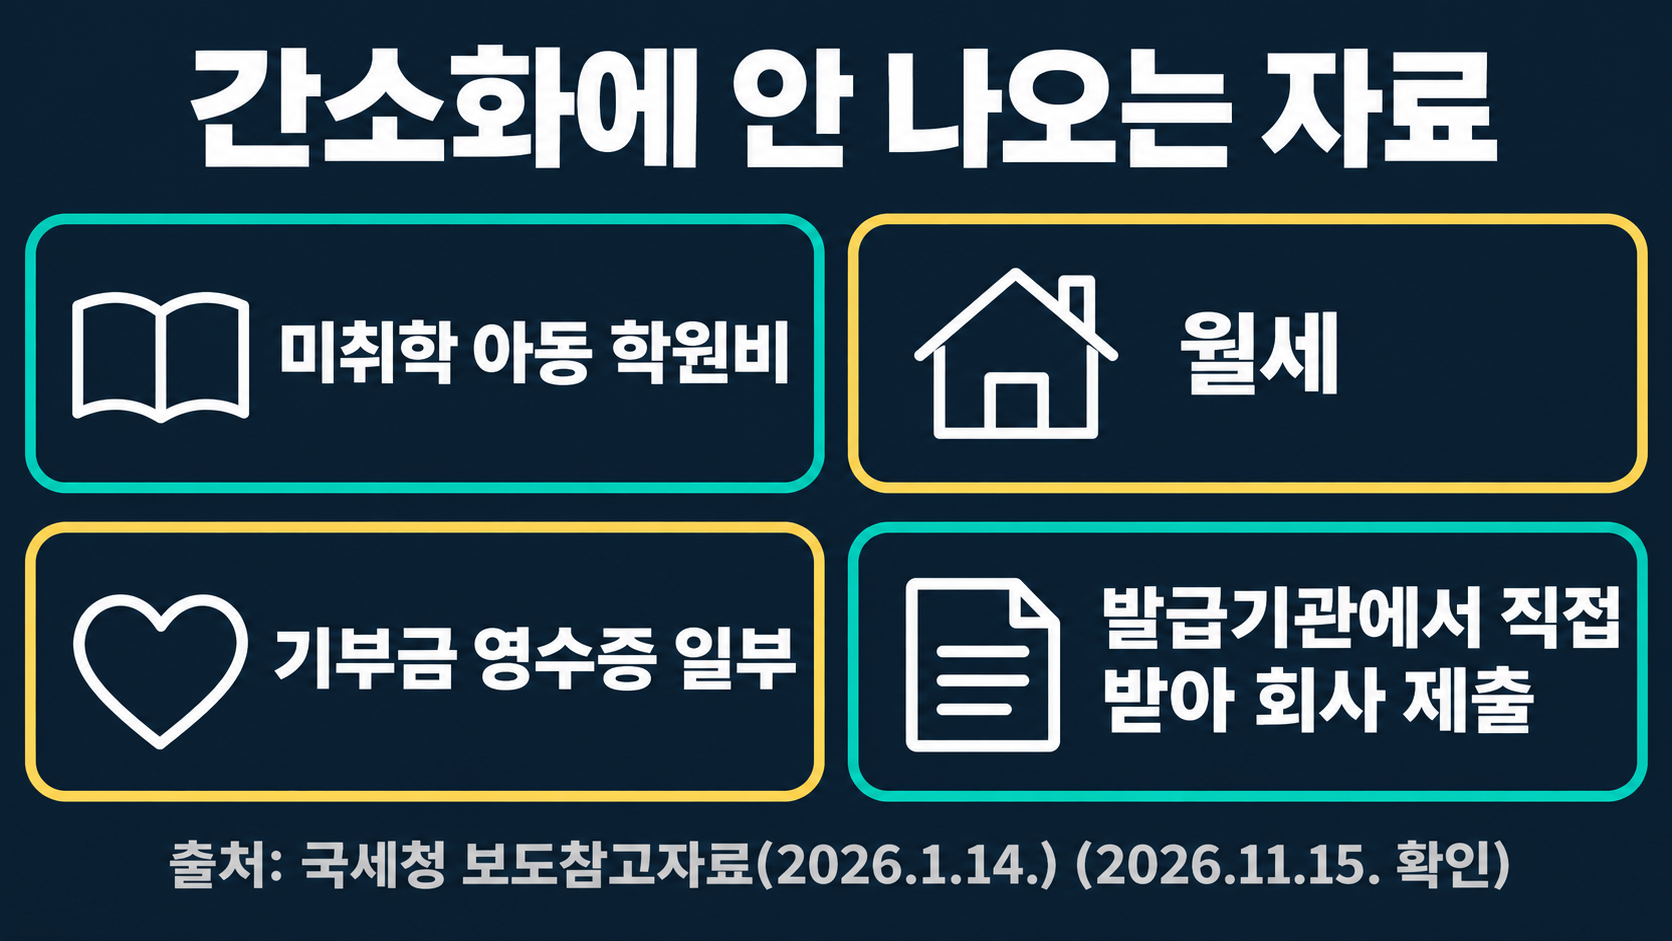 간소화에 안 나오는 자료
미취학 아동 학원비
월세
기부금 영수증 일부
발급기관에서 직접
받아 회사 제출
출처: 국세청 보도참고자료(2026.1.14.) (2026.11.15. 확인)